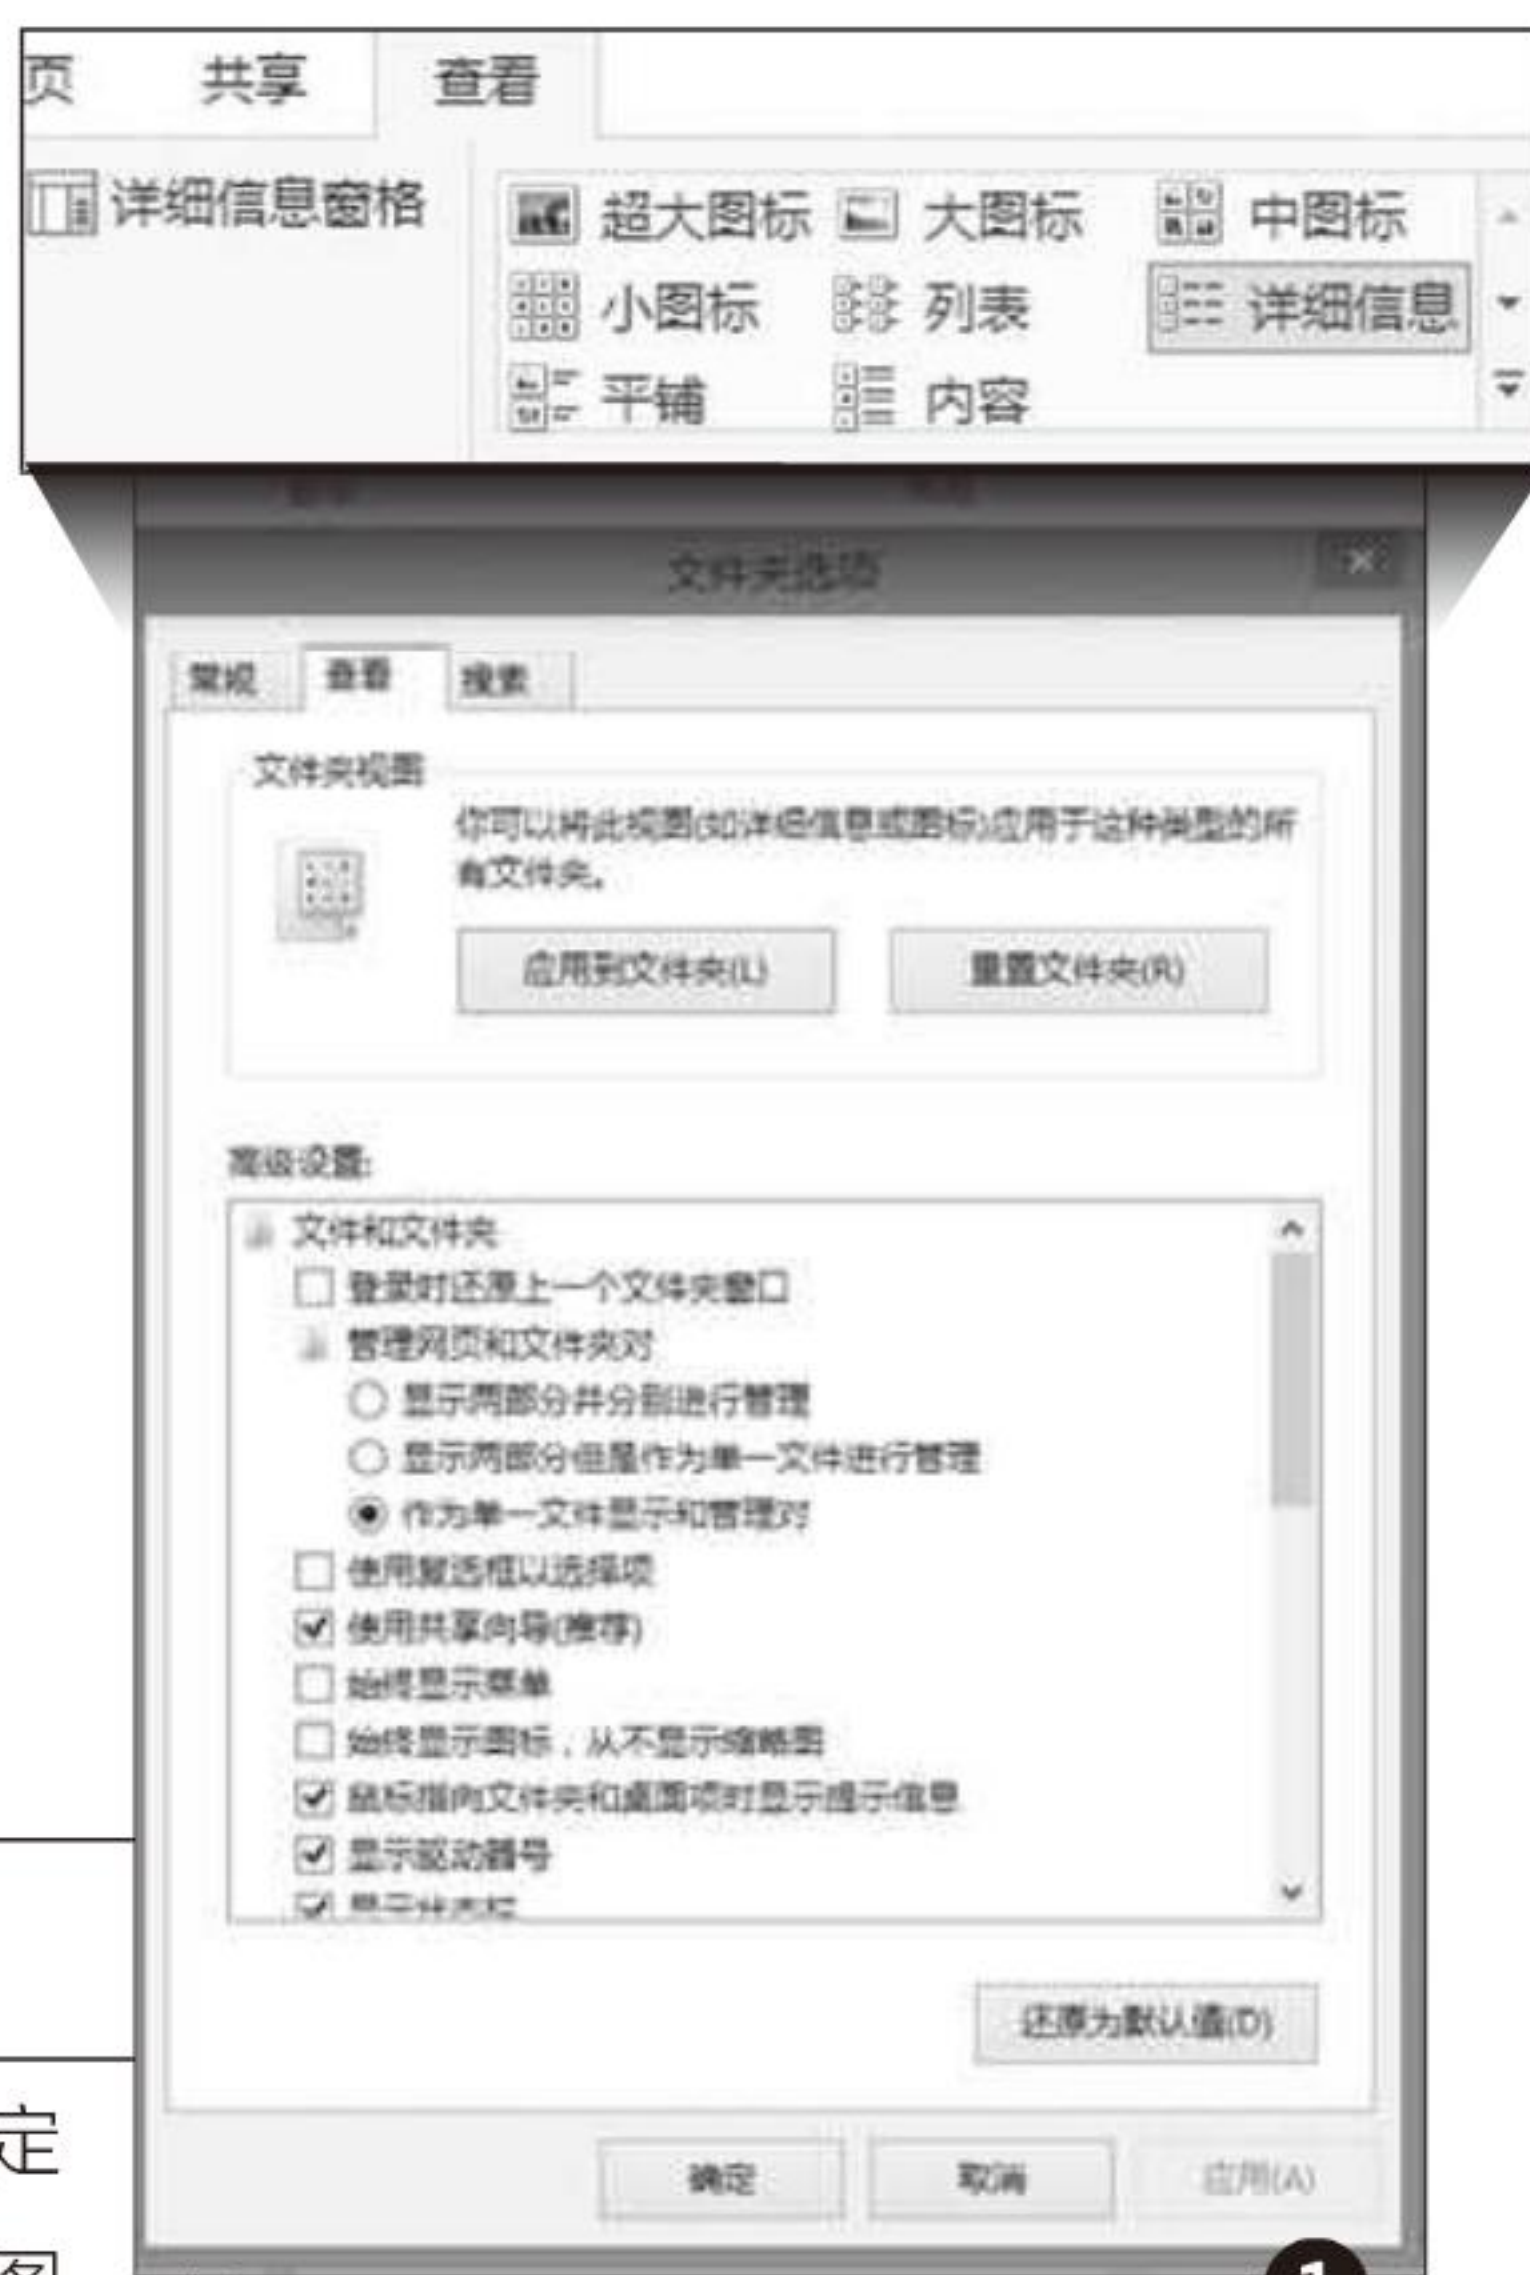 页 共享 查看
详细信息窗格 超大图标 大图标 中图标
小图标 列表 详细信息
平铺 内容
文件夹选项
常规 查看 搜索
文件夹视图
你可以将此视图(如详细信息或图标)应用于这种类型的所
有文件夹。
应用到文件夹(L) 重置文件夹(R)
高级设置:
文件和文件夹
登录时还原上一个文件夹窗口
管理网页和文件夹对
显示两部分并分别进行管理
显示两部分但是作为单一文件进行管理
作为单一文件显示和管理对
使用复选框以选择项
使用共享向导(推荐)
始终显示菜单
始终显示图标，从不显示缩略图
鼠标指向文件夹和桌面项时显示提示信息
显示驱动器号
显示状态栏
还原为默认值(D)
定
确定 取消 应用(A)
1